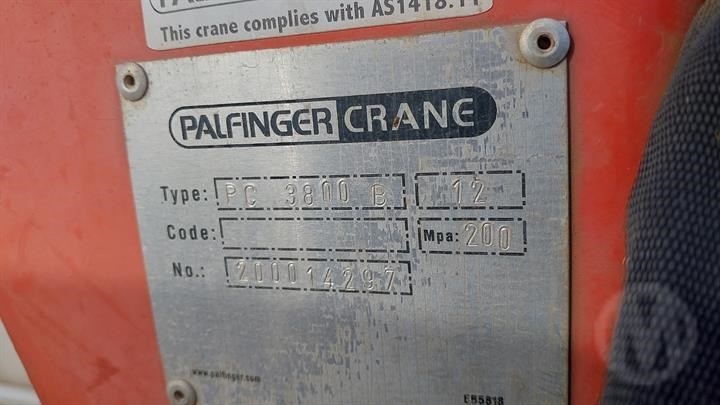 This crane complies with AS1418.11
PALFINGER CRANE
Type: PC 3800 B 12
Code: Mpa: 200
No.: 200014297
www.palfinger.com
EB5818